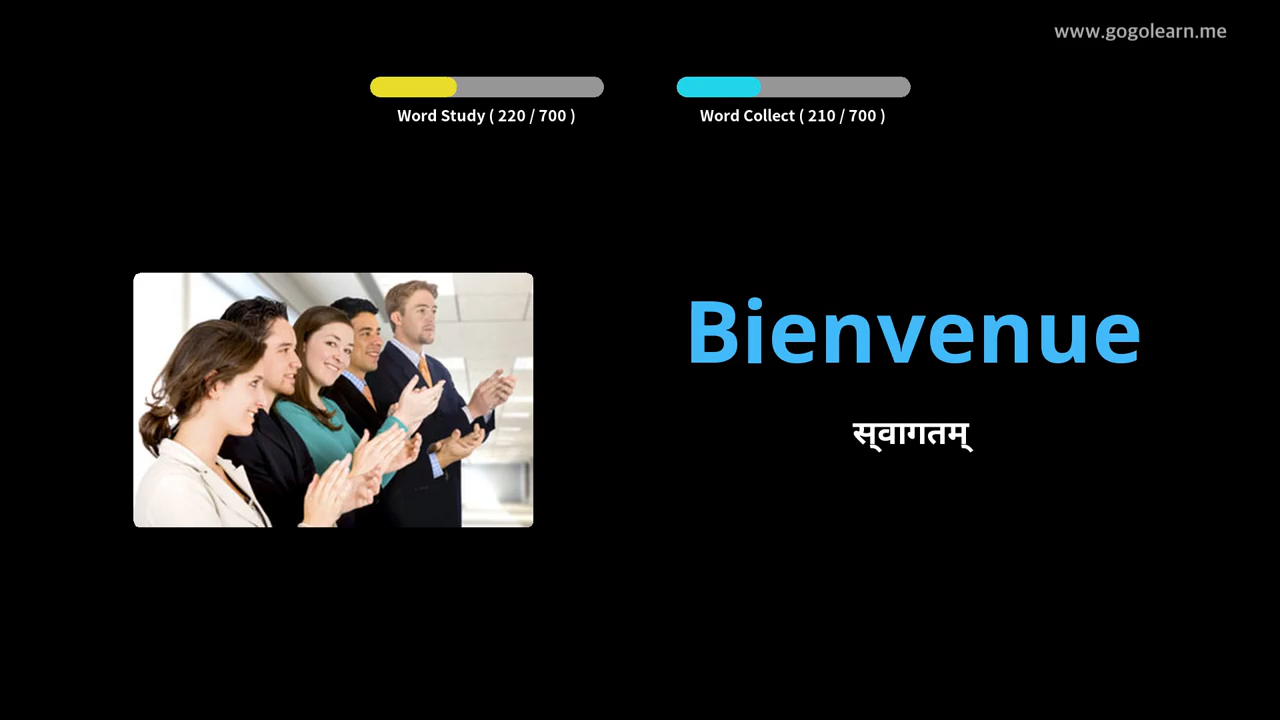 www.gogolearn.me
Word Study ( 220 / 700 )
Word Collect ( 210 / 700 )
Bienvenue
स्वागतम्